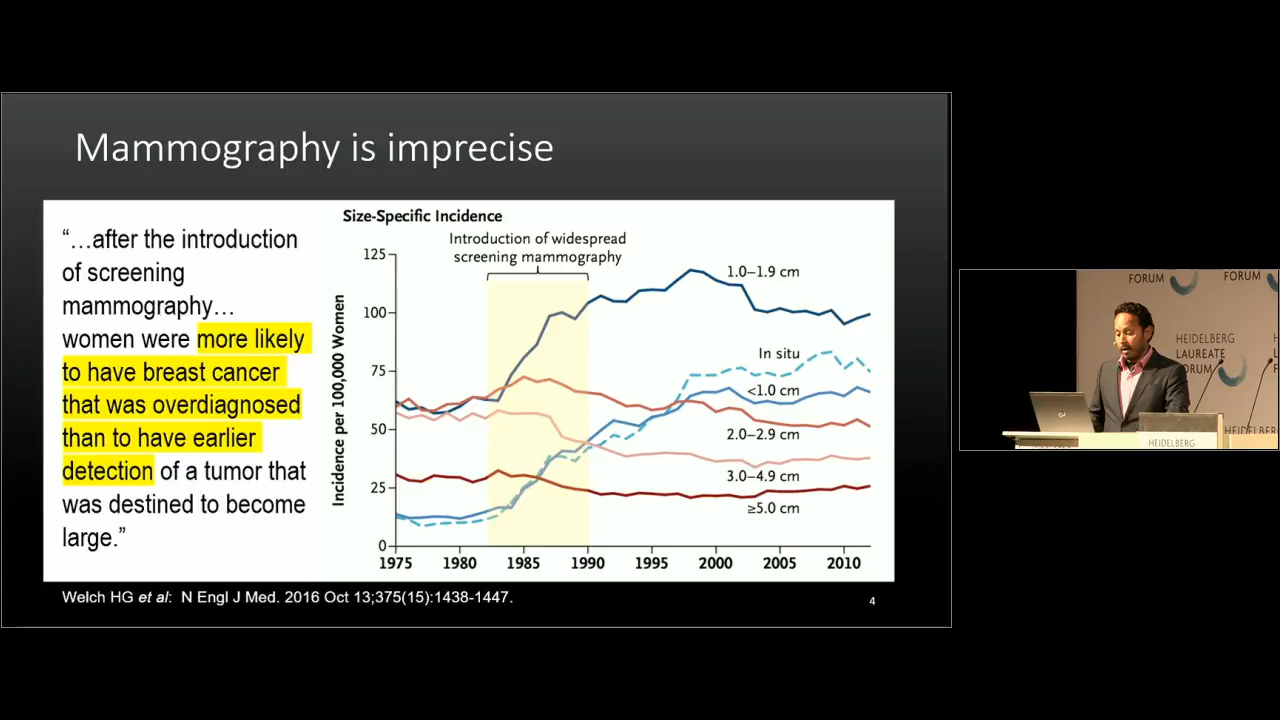 Mammography is imprecise
“…after the introduction
of screening
mammography…
women were more likely
to have breast cancer
that was overdiagnosed
than to have earlier
detection of a tumor that
was destined to become
large.”
Size-Specific Incidence
Introduction of widespread
screening mammography
Incidence per 100,000 Women
125
100
75
50
25
0
1975 1980 1985 1990 1995 2000 2005 2010
1.0–1.9 cm
In situ
<1.0 cm
2.0–2.9 cm
3.0–4.9 cm
≥5.0 cm
Welch HG et al: N Engl J Med. 2016 Oct 13;375(15):1438-1447.
4
FORUM
FORUM
HEIDELBERG
LAUREATE
FORUM
HEIDELBERG
HEIDELBERG